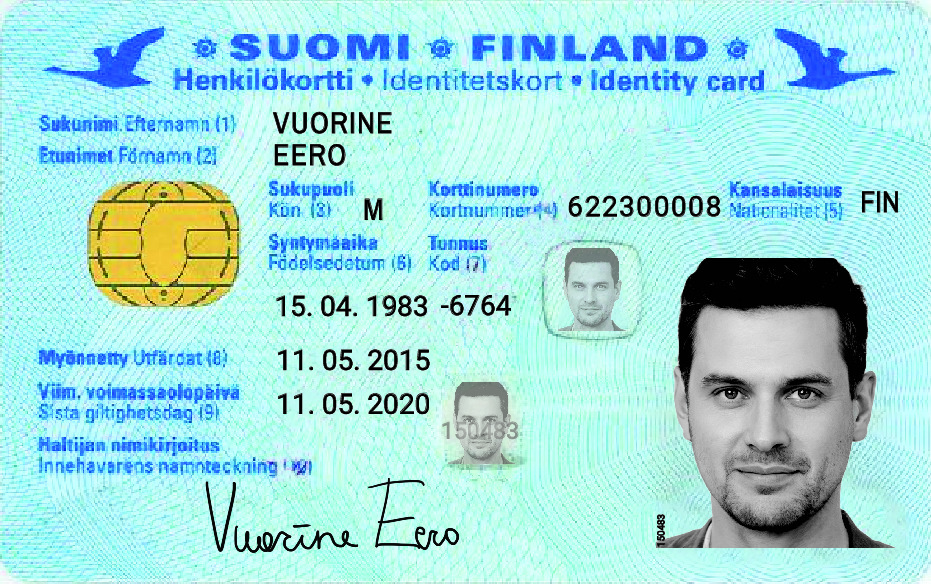 SUOMI FINLAND
Henkilökortti • Identitetskort • Identity card
Sukunimi Efternamn (1) VUORINE
Etunimet Förnamn (2) EERO
Sukupuoli Korttinumero Kansalaisuus
Kön (3) M Kortnummer (4) 622300008 Nationalitet (5) FIN
Syntymäaika Tunnus
Födelsedetum (6) Kod (7)
15. 04. 1983 -6764
Myönnetty Utfärdat (8) 11. 05. 2015
Viim. voimassaolopäivä
Sista giltighetsdag (9) 11. 05. 2020
150483
Haltijan nimikirjoitus
Innehavarens namnteckning
Vuorine Eero
150483